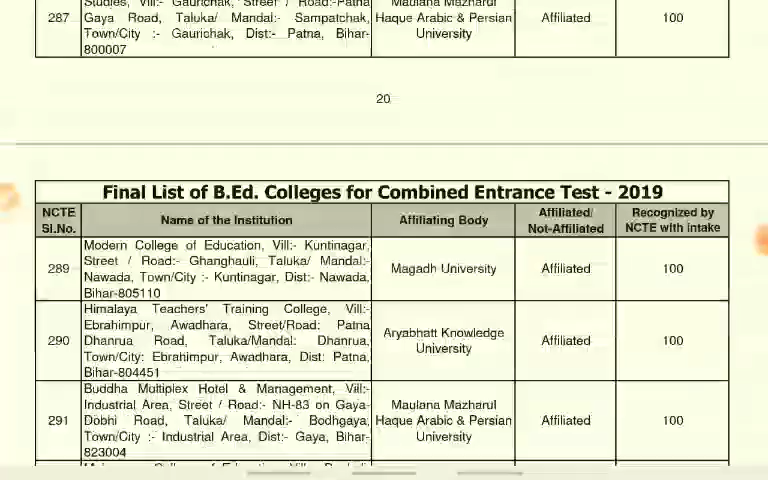 287
Studies, Vill:- Gaurichak, Street / Road:-Patna
Gaya Road, Taluka/ Mandal:- Sampatchak,
Town/City :- Gaurichak, Dist:- Patna, Bihar-
800007
Maulana Mazharul
Haque Arabic & Persian
University
Affiliated
100
20
Final List of B.Ed. Colleges for Combined Entrance Test - 2019
NCTE
Sl.No.
Name of the Institution
Affiliating Body
Affiliated/
Not-Affiliated
Recognized by
NCTE with intake
289
Modern College of Education, Vill:- Kuntinagar,
Street / Road:- Ghanghauli, Taluka/ Mandal:-
Nawada, Town/City :- Kuntinagar, Dist:- Nawada,
Bihar-805110
Magadh University
Affiliated
100
290
Himalaya Teachers' Training College, Vill:-
Ebrahimpur, Awadhara, Street/Road: Patna
Dhanrua Road, Taluka/Mandal: Dhanrua,
Town/City: Ebrahimpur, Awadhara, Dist: Patna,
Bihar-804451
Aryabhatt Knowledge
University
Affiliated
100
291
Buddha Multiplex Hotel & Management, Vill:-
Industrial Area, Street / Road:- NH-83 on Gaya-
Dobhi Road, Taluka/ Mandal:- Bodhgaya,
Town/City :- Industrial Area, Dist:- Gaya, Bihar-
823004
Maulana Mazharul
Haque Arabic & Persian
University
Affiliated
100